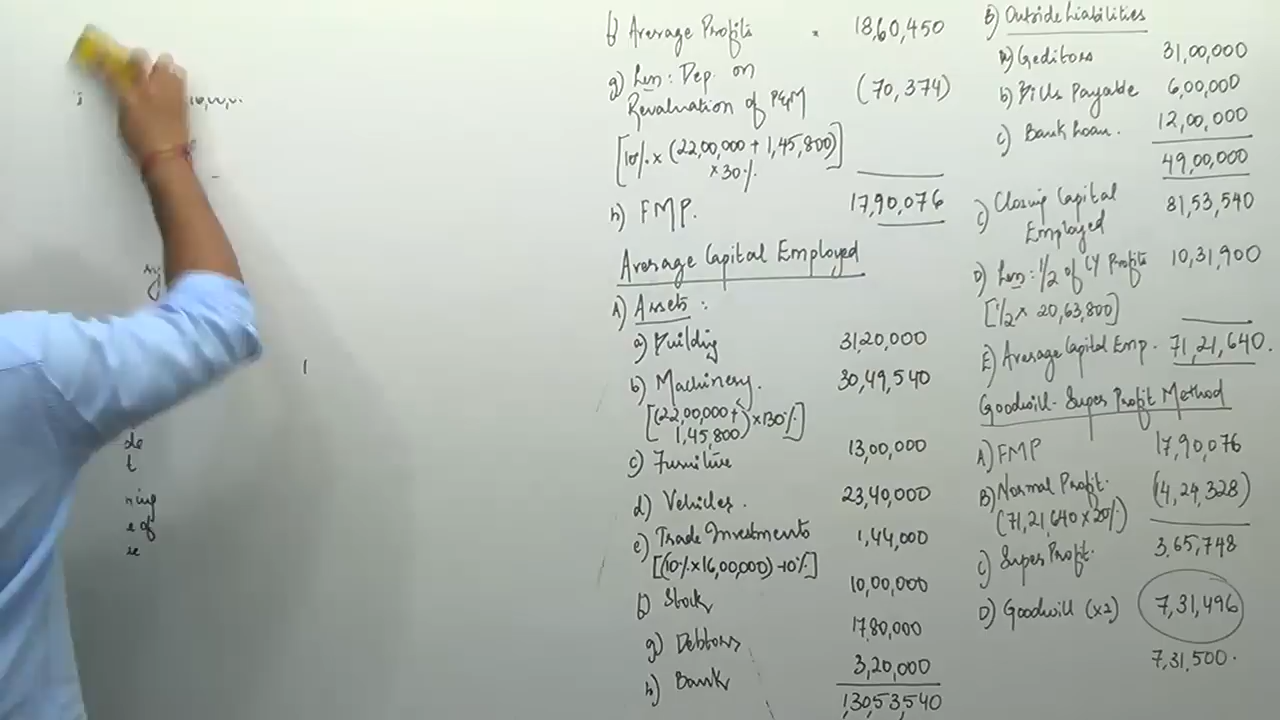 f) Average Profits 18,60,450
g) Less: Dep. on
Revaluation of P&M (70,374)
[10% x (22,00,000 + 1,45,800)
x 30%]
h) FMP. 17,90,076
Average Capital Employed
A) Assets :
a) Building 31,20,000
b) Machinery. 30,49,540
[(22,00,000 +
1,45,800) x 130%]
c) Furniture 13,00,000
d) Vehicles. 23,40,000
e) Trade Investments 1,44,000
[(10% x 16,00,000) - 10%]
f) Stock 10,00,000
g) Debtors 17,80,000
h) Bank 3,20,000
1,30,53,540
B) Outside Liabilities
a) Creditors 31,00,000
b) Bills Payable 6,00,000
c) Bank Loan. 12,00,000
49,00,000
C) Closing Capital
Employed 81,53,540
D) Less: 1/2 of CY Profits 10,31,900
[1/2 x 20,63,800]
E) Average Capital Emp. 71,21,640.
Goodwill - Super Profit Method
A) FMP 17,90,076
B) Normal Profit. (14,24,328)
(71,21,640 x 20%)
C) Super Profit. 3,65,748
D) Goodwill (x2) 7,31,496
7,31,500.